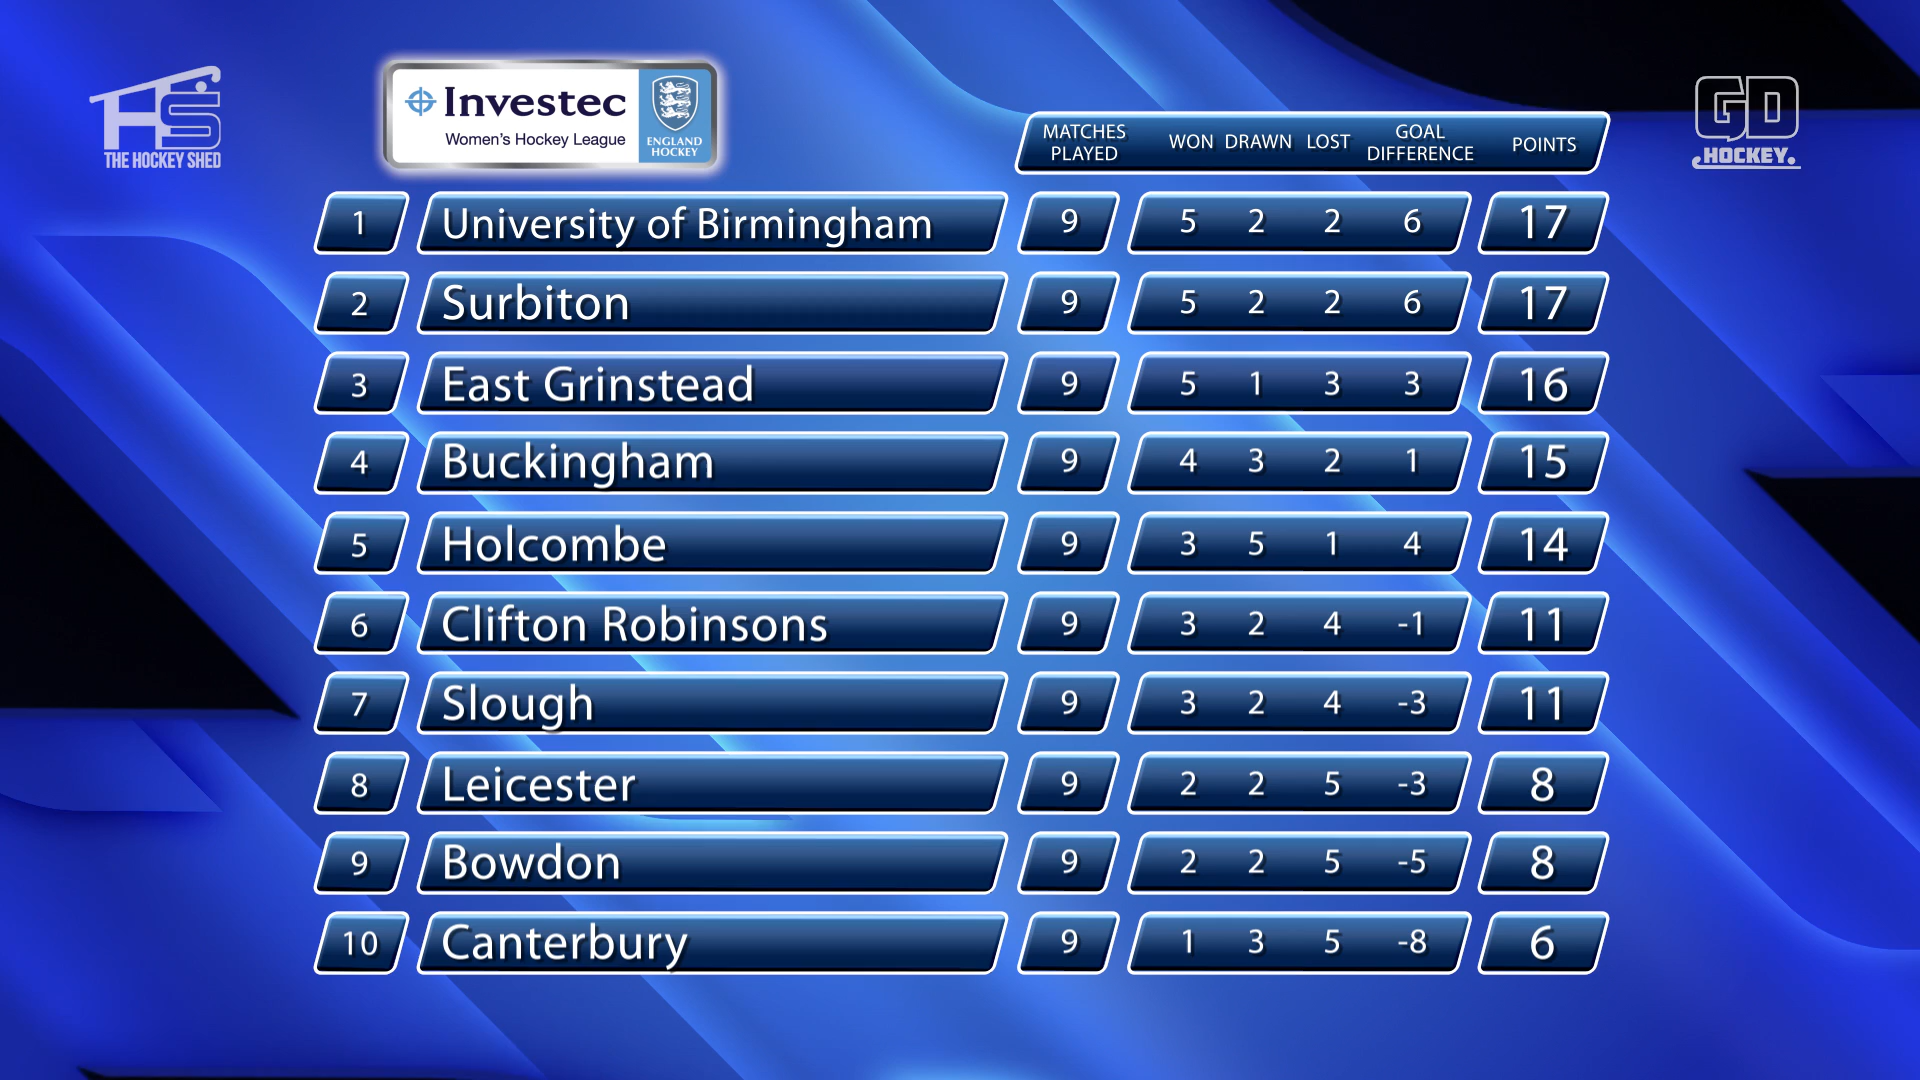 THE HOCKEY SHED
Investec
Women's Hockey League
ENGLAND
HOCKEY
GD
HOCKEY.
MATCHES PLAYED WON DRAWN LOST GOAL DIFFERENCE POINTS
1 University of Birmingham 9 5 2 2 6 17
2 Surbiton 9 5 2 2 6 17
3 East Grinstead 9 5 1 3 3 16
4 Buckingham 9 4 3 2 1 15
5 Holcombe 9 3 5 1 4 14
6 Clifton Robinsons 9 3 2 4 -1 11
7 Slough 9 3 2 4 -3 11
8 Leicester 9 2 2 5 -3 8
9 Bowdon 9 2 2 5 -5 8
10 Canterbury 9 1 3 5 -8 6